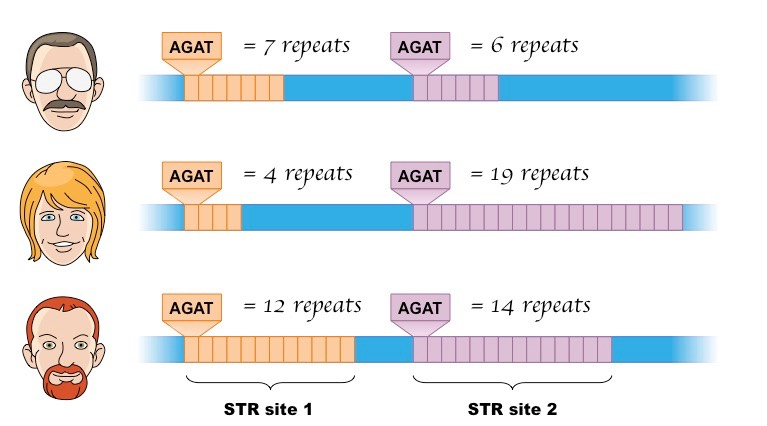 AGAT = 7 repeats AGAT = 6 repeats
AGAT = 4 repeats AGAT = 19 repeats
AGAT = 12 repeats AGAT = 14 repeats
STR site 1 STR site 2